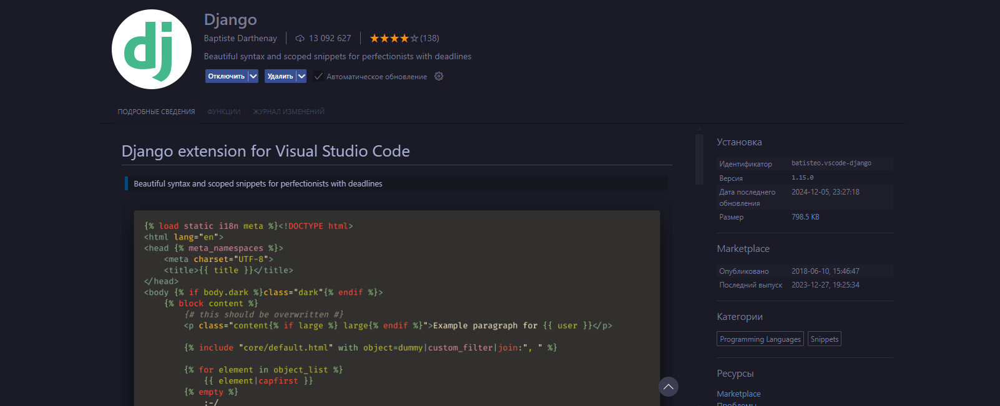 dj
Django
Baptiste Darthenay 13 092 627 (138)
Beautiful syntax and scoped snippets for perfectionists with deadlines
Отключить Удалить Автоматическое обновление
ПОДРОБНЫЕ СВЕДЕНИЯ ФУНКЦИИ ЖУРНАЛ ИЗМЕНЕНИЙ
Django extension for Visual Studio Code
Beautiful syntax and scoped snippets for perfectionists with deadlines
{% load static i18n meta %}<!DOCTYPE html>
<html lang="en">
<head {% meta_namespaces %}>
    <meta charset="UTF-8">
    <title>{{ title }}</title>
</head>
<body {% if body.dark %}class="dark"{% endif %}>
    {% block content %}
        {# this should be overwritten #}
        <p class="content{% if large %} large{% endif %}">Example paragraph for {{ user }}</p>
        {% include "core/default.html" with object=dummy|custom_filter|join:", " %}
        {% for element in object_list %}
            {{ element|capfirst }}
        {% empty %}
            :-/
Установка
Идентификатор batisteo.vscode-django
Версия 1.15.0
Дата последнего обновления 2024-12-05, 23:27:18
Размер 798.5 KB
Marketplace
Опубликовано 2018-06-10, 15:46:47
Последний выпуск 2023-12-27, 19:25:34
Категории
Programming Languages Snippets
Ресурсы
Marketplace
Проблемы